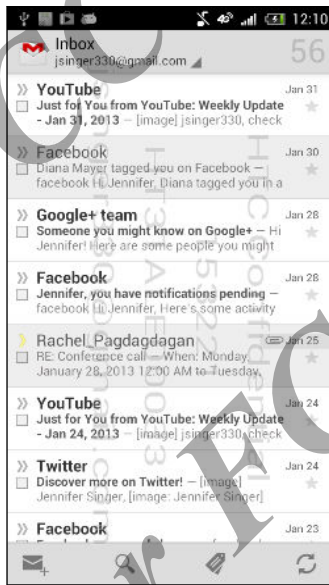 4G 12:10
Inbox 56
jsinger330@gmail.com
YouTube Jan 31
Just for You from YouTube: Weekly Update
- Jan 31, 2013 – [image] jsinger330, check
Facebook Jan 30
Diana Mayer tagged you on Facebook –
facebook Hi Jennifer, Diana tagged you in a
Google+ team Jan 28
Someone you might know on Google+ – Hi
Jennifer! Here are some people you might
Facebook Jan 28
Jennifer, you have notifications pending –
facebook Hi Jennifer, Here's some activity
Rachel_Pagdagdagan Jan 25
RE: Conference call – When: Monday,
January 28, 2013 12:00 AM to Tuesday,
YouTube Jan 24
Just for You from YouTube: Weekly Update
- Jan 24, 2013 – [image] jsinger330, check
Twitter Jan 24
Discover more on Twitter! – [image]
Jennifer Singer, [image: Jennifer Singer]
Facebook Jan 23
HTC Confidential
FC